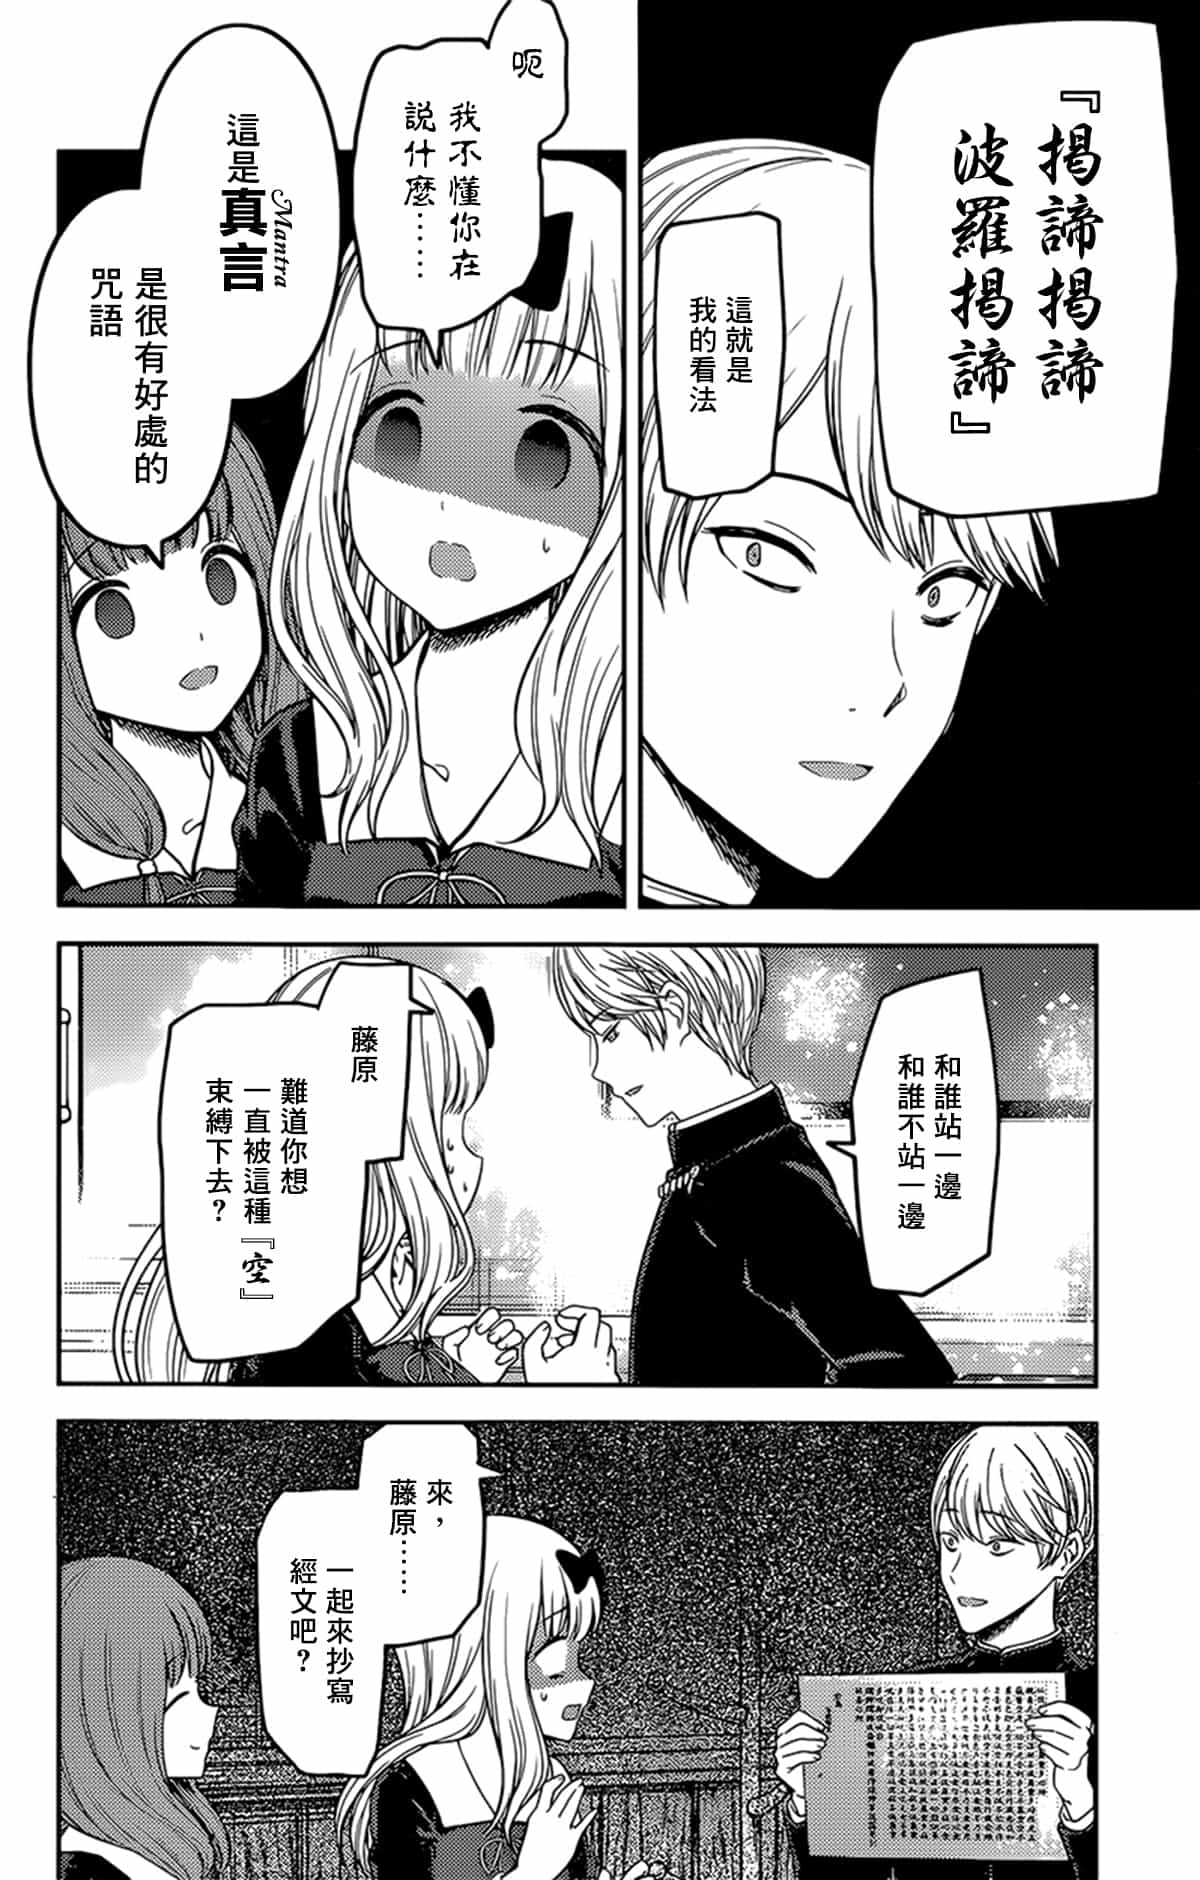 『揭諦揭諦
波羅揭諦』
這就是
我的看法
呃
我不懂你在
說什麼……
這是真言
Mantra
是很有好處的
咒語
和誰站一邊
和誰不站一邊
藤原
難道你想
一直被這種『空』
束縛下去？
來，
藤原……
一起來抄寫
經文吧？